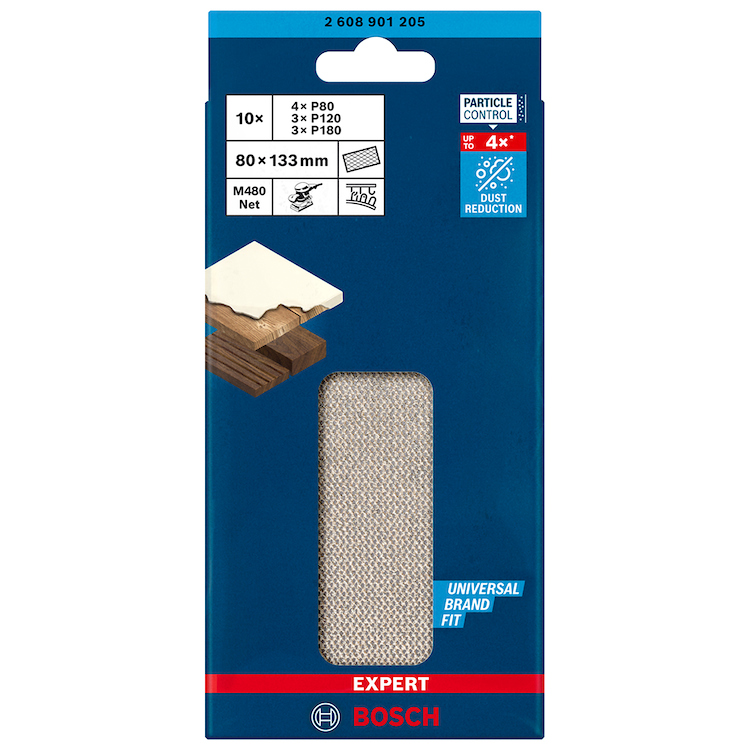 2 608 901 205
10×
4× P80
3× P120
3× P180
80 × 133 mm
M480
Net
PARTICLE
CONTROL
UP
TO
4×*
DUST
REDUCTION
UNIVERSAL
BRAND
FIT
EXPERT
BOSCH